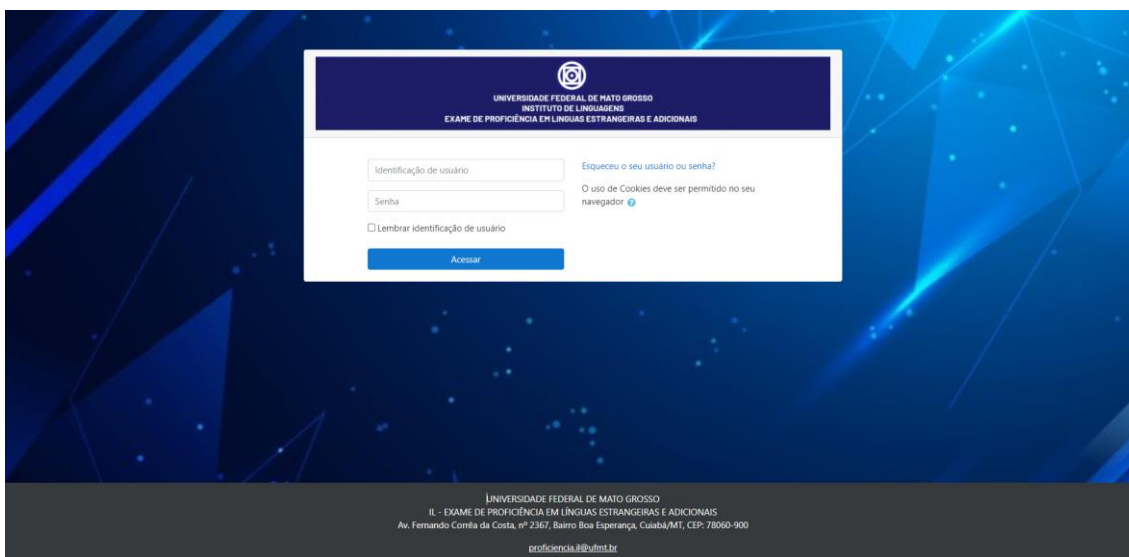 UNIVERSIDADE FEDERAL DE MATO GROSSO
INSTITUTO DE LINGUAGENS
EXAME DE PROFICIÊNCIA EM LINGUAS ESTRANGEIRAS E ADICIONAIS
Identificação de usuário
Senha
Lembrar identificação de usuário
Acessar
Esqueceu o seu usuário ou senha?
O uso de Cookies deve ser permitido no seu
navegador
UNIVERSIDADE FEDERAL DE MATO GROSSO
IL - EXAME DE PROFICIÊNCIA EM LÍNGUAS ESTRANGEIRAS E ADICIONAIS
Av. Fernando Corrêa da Costa, nº 2367, Bairro Boa Esperança, Cuiabá/MT, CEP: 78060-900
proficiencia.il@ufmt.br